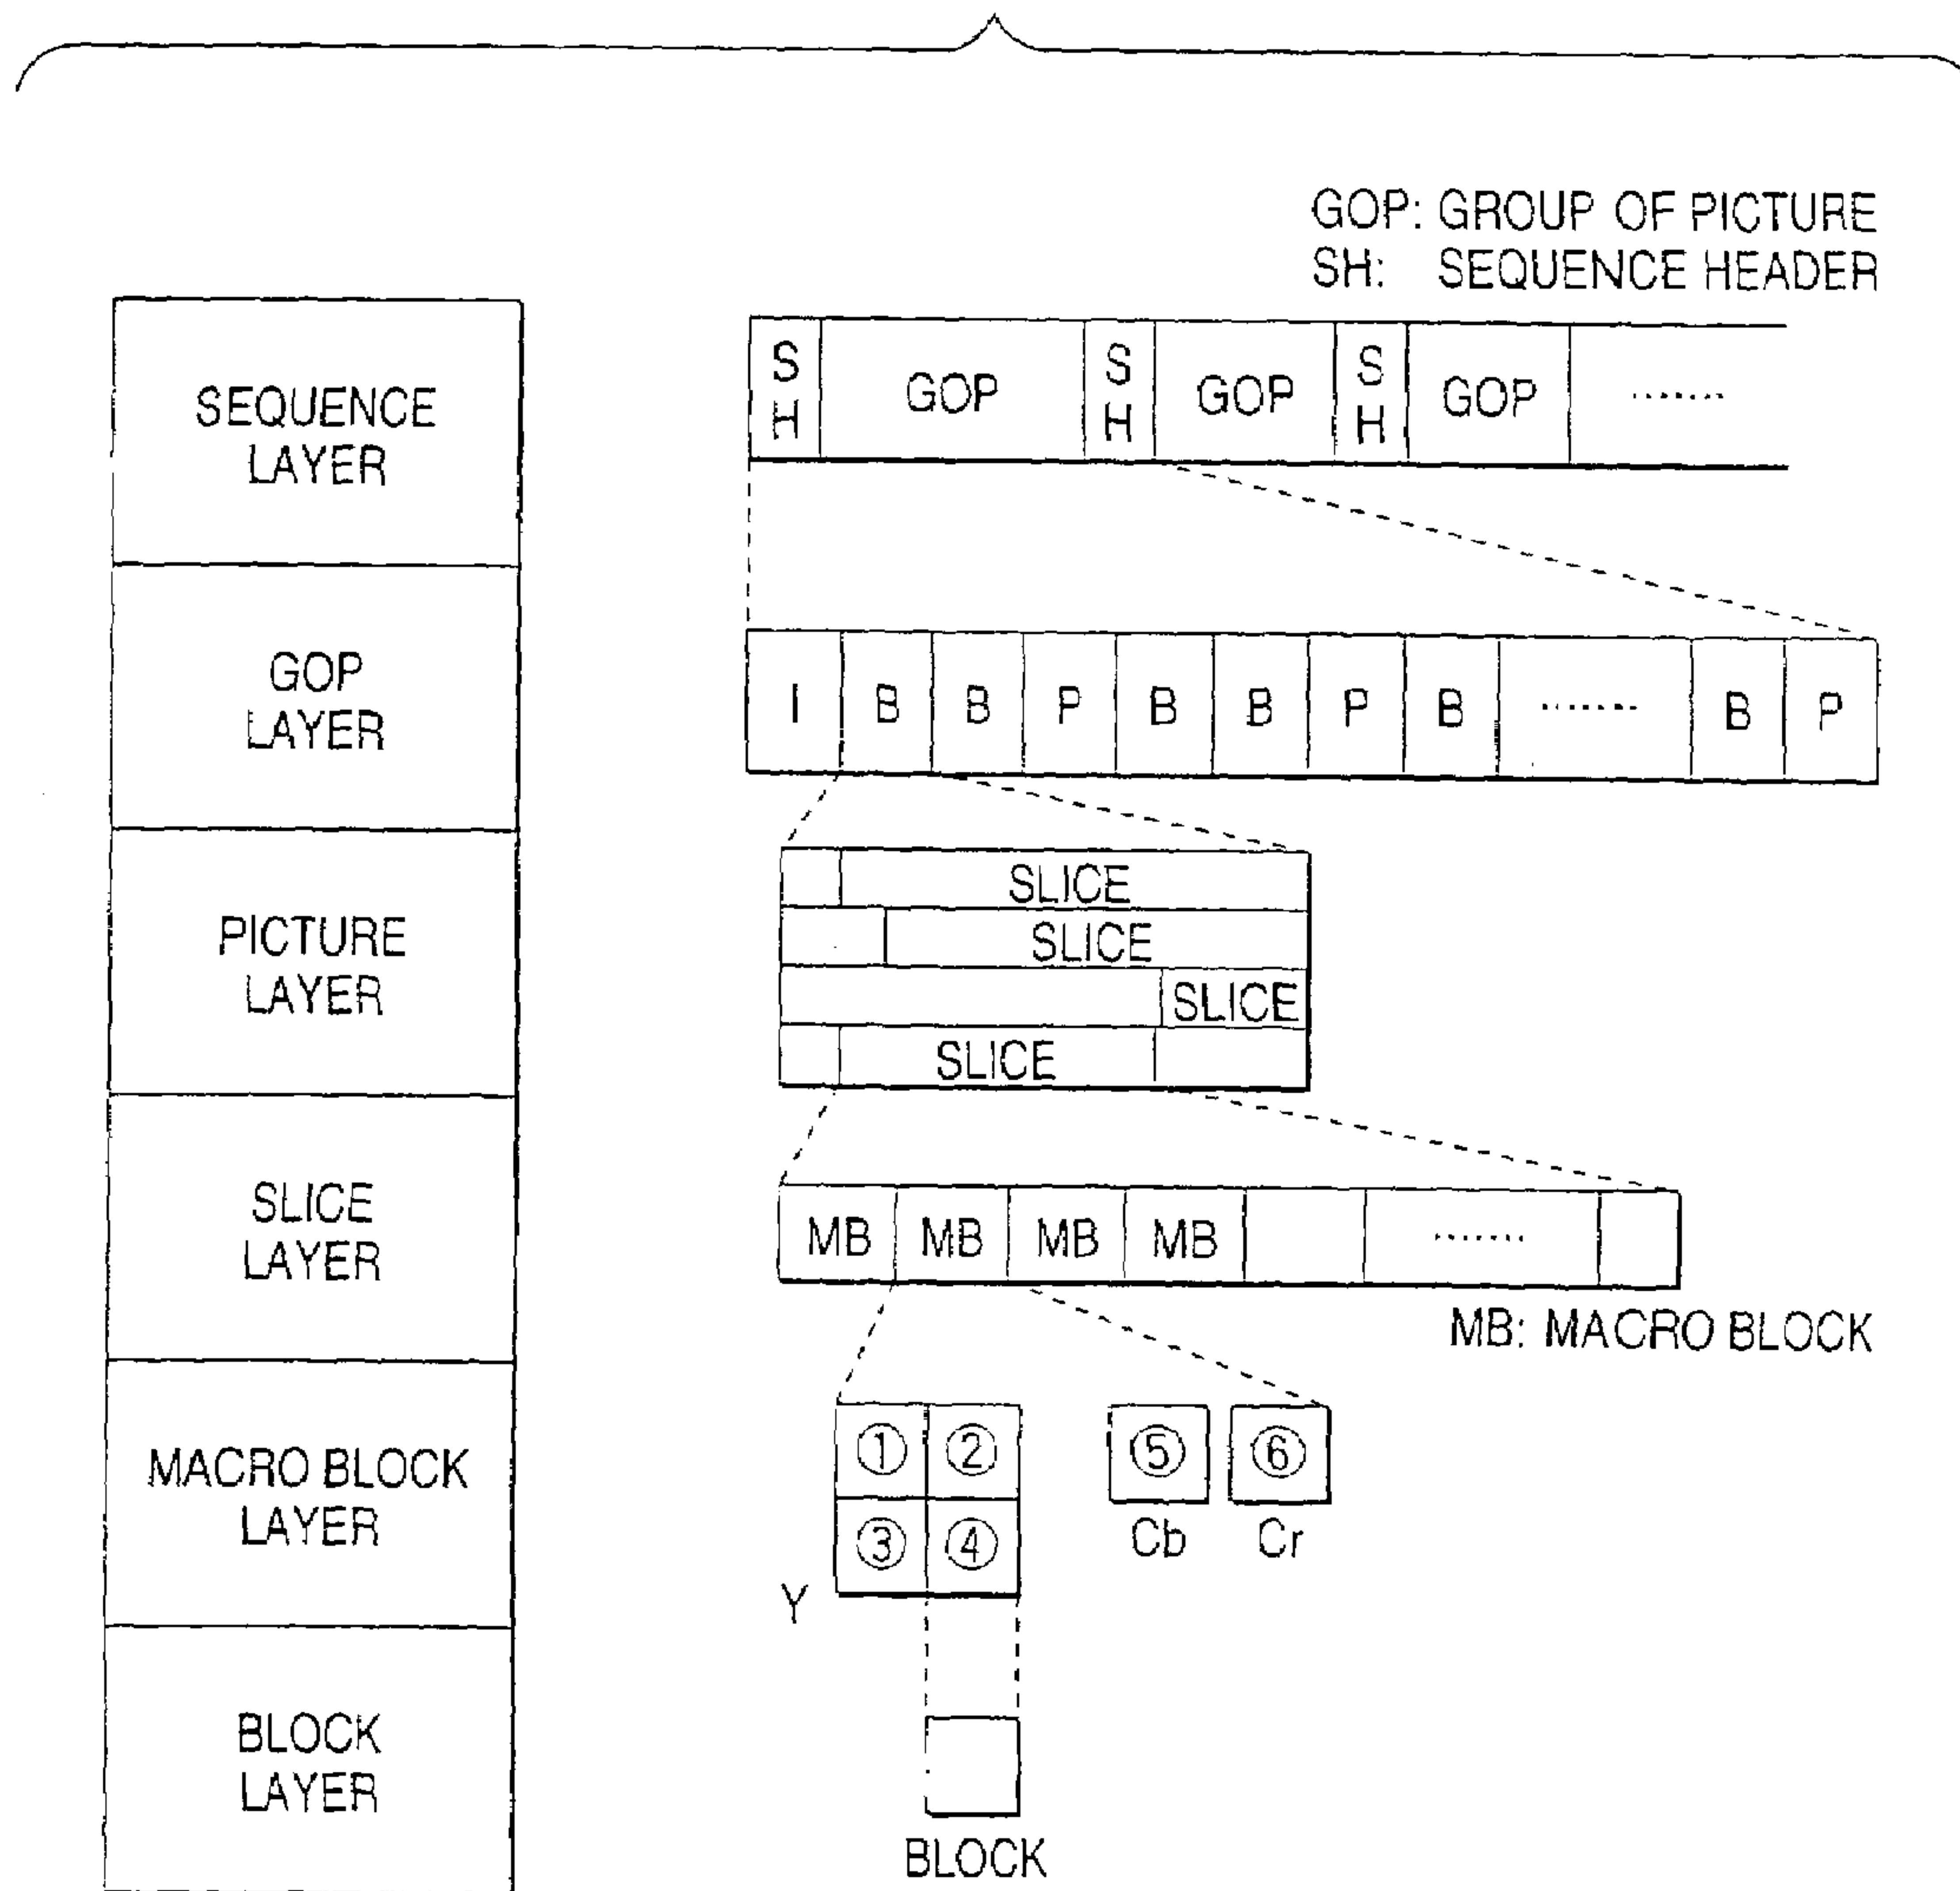 GOP: GROUP OF PICTURE
SH: SEQUENCE HEADER
SEQUENCE
LAYER
S
H
GOP
S
H
GOP
S
H
GOP
.......
GOP
LAYER
I B B P B B P B ....... B P
PICTURE
LAYER
SLICE
SLICE
SLICE
SLICE
SLICE
LAYER
MB MB MB MB .......
MB: MACRO BLOCK
MACRO BLOCK
LAYER
① ② ⑤ ⑥
③ ④ Cb Cr
Y
BLOCK
LAYER
BLOCK